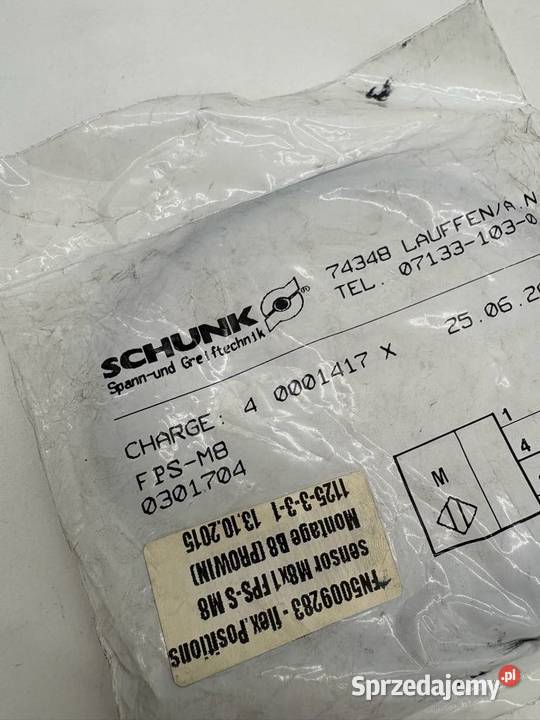 74348 LAUFFEN/A.N
TEL. 07133-103-0
SCHUNK
Spann-und Greiftechnik
CHARGE: 4 0001417 X 25.06.20
FPS-M8
0301704
1
4
M
FN5009283 - flex.Positions
sensor M8x1 FPS-S M8
Montage B8 (PROWIN)
1125-3-3-1 13.10.2015
Sprzedajemy.pl